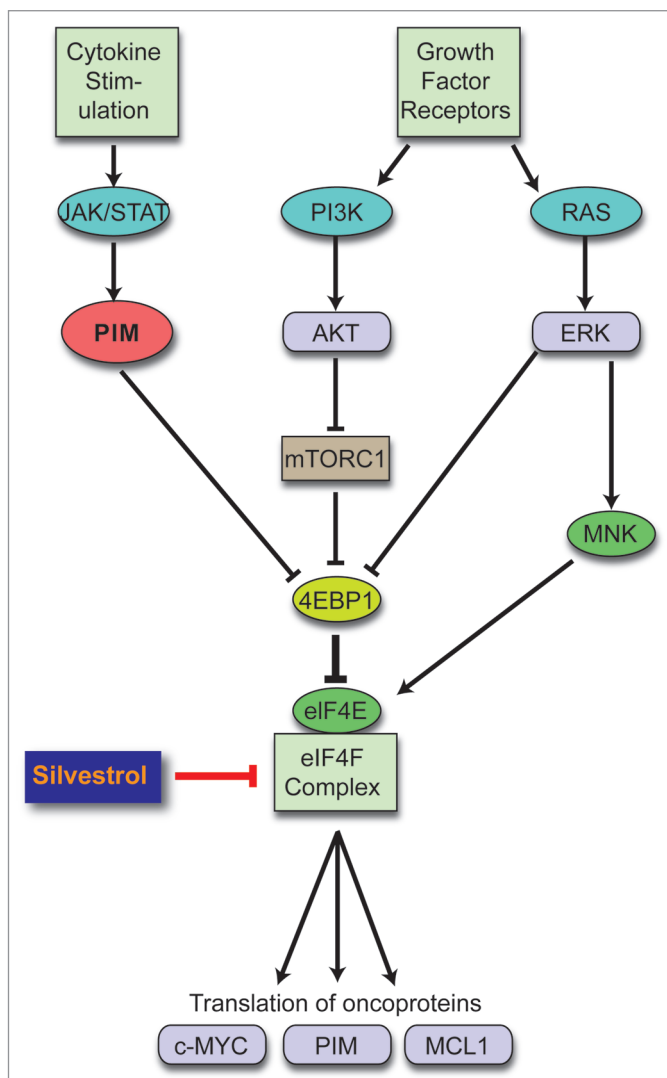 Cytokine
Stim-
ulation
Growth
Factor
Receptors
JAK/STAT
PI3K
RAS
PIM
AKT
ERK
mTORC1
MNK
4EBP1
eIF4E
Silvestrol
eIF4F
Complex
Translation of oncoproteins
c-MYC
PIM
MCL1